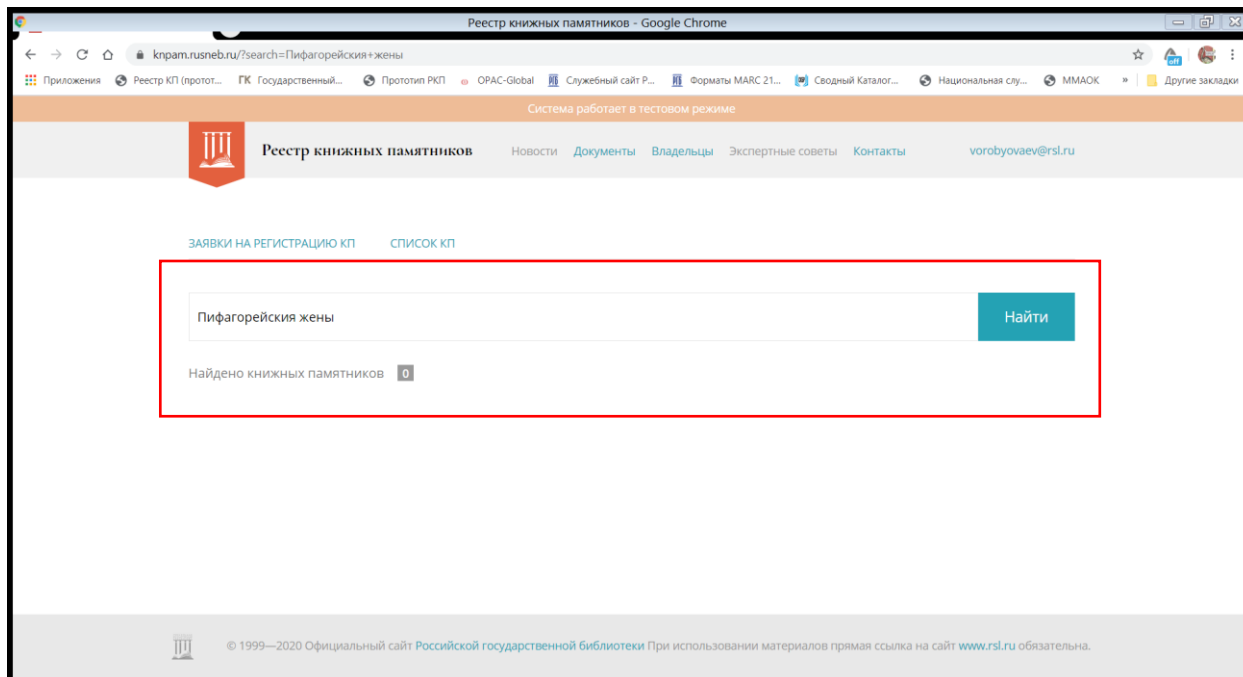 Реестр книжных памятников - Google Chrome
knpam.rusneb.ru/?search=Пифагорейския+жены
Приложения Реестр КП (протот... ГК Государственный... Прототип РКП OPAC-Global Служебный сайт Р... Форматы MARC 21... Сводный Каталог... Национальная слу... ММАОК » Другие закладки
off
Система работает в тестовом режиме
Реестр книжных памятников Новости Документы Владельцы Экспертные советы Контакты vorobyovaev@rsl.ru
ЗАЯВКИ НА РЕГИСТРАЦИЮ КП СПИСОК КП
Пифагорейския жены Найти
Найдено книжных памятников 0
© 1999—2020 Официальный сайт Российской государственной библиотеки При использовании материалов прямая ссылка на сайт www.rsl.ru обязательна.